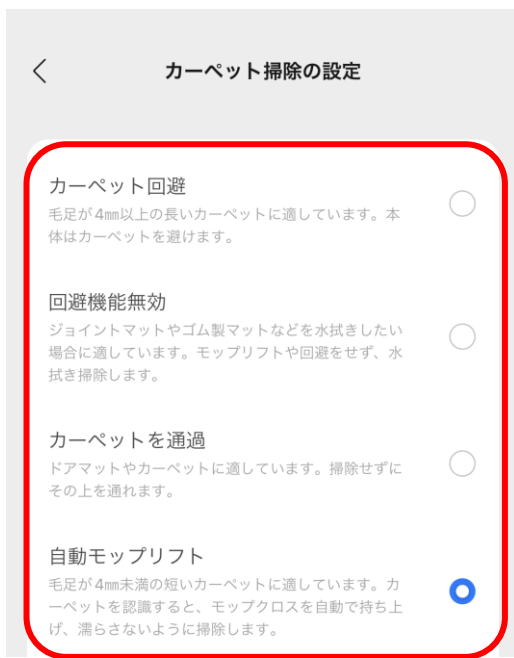 カーペット掃除の設定
カーペット回避
毛足が4㎜以上の長いカーペットに適しています。本
体はカーペットを避けます。
回避機能無効
ジョイントマットやゴム製マットなどを水拭きしたい
場合に適しています。モップリフトや回避をせず、水
拭き掃除します。
カーペットを通過
ドアマットやカーペットに適しています。掃除せずに
その上を通れます。
自動モップリフト
毛足が4㎜未満の短いカーペットに適しています。カ
ーペットを認識すると、モップクロスを自動で持ち上
げ、濡らさないように掃除します。